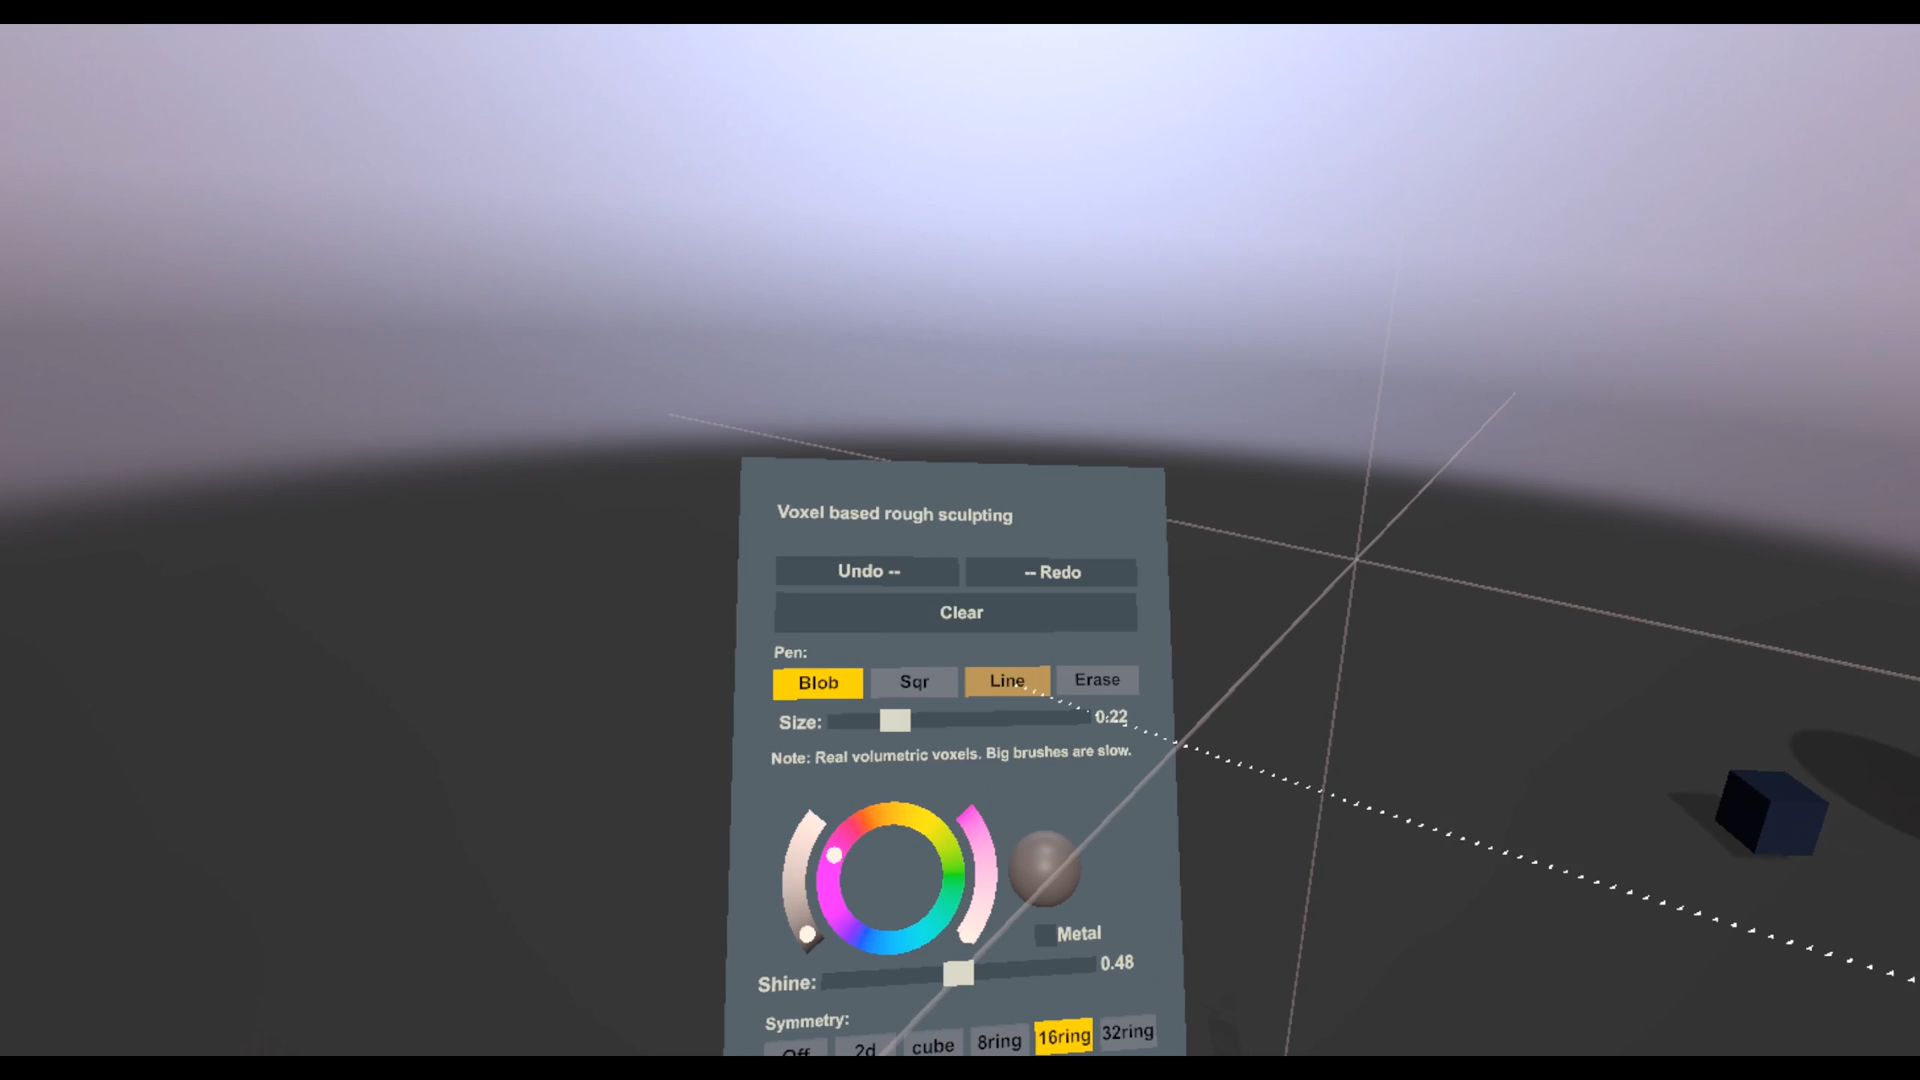 Voxel based rough sculpting
Undo -- -- Redo
Clear
Pen:
Blob Sqr Line Erase
Size: 0.22
Note: Real volumetric voxels. Big brushes are slow.
Metal
Shine: 0.48
Symmetry:
Off 2d cube 8ring 16ring 32ring